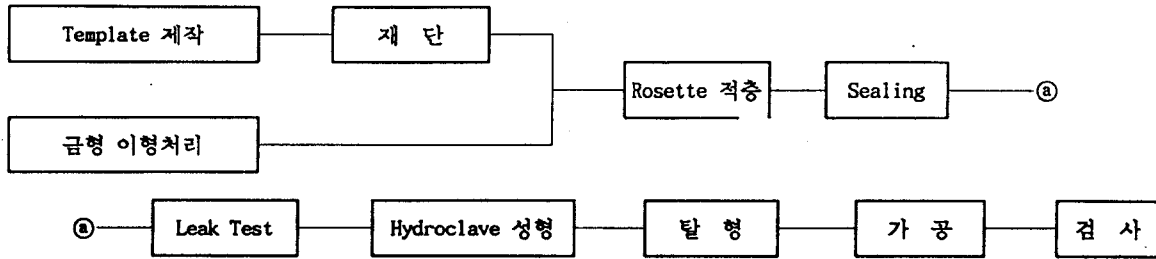 Template 제작
재 단
Rosette 적층
Sealing
ⓐ
금형 이형처리
ⓐ
Leak Test
Hydroclave 성형
탈 형
가 공
검 사